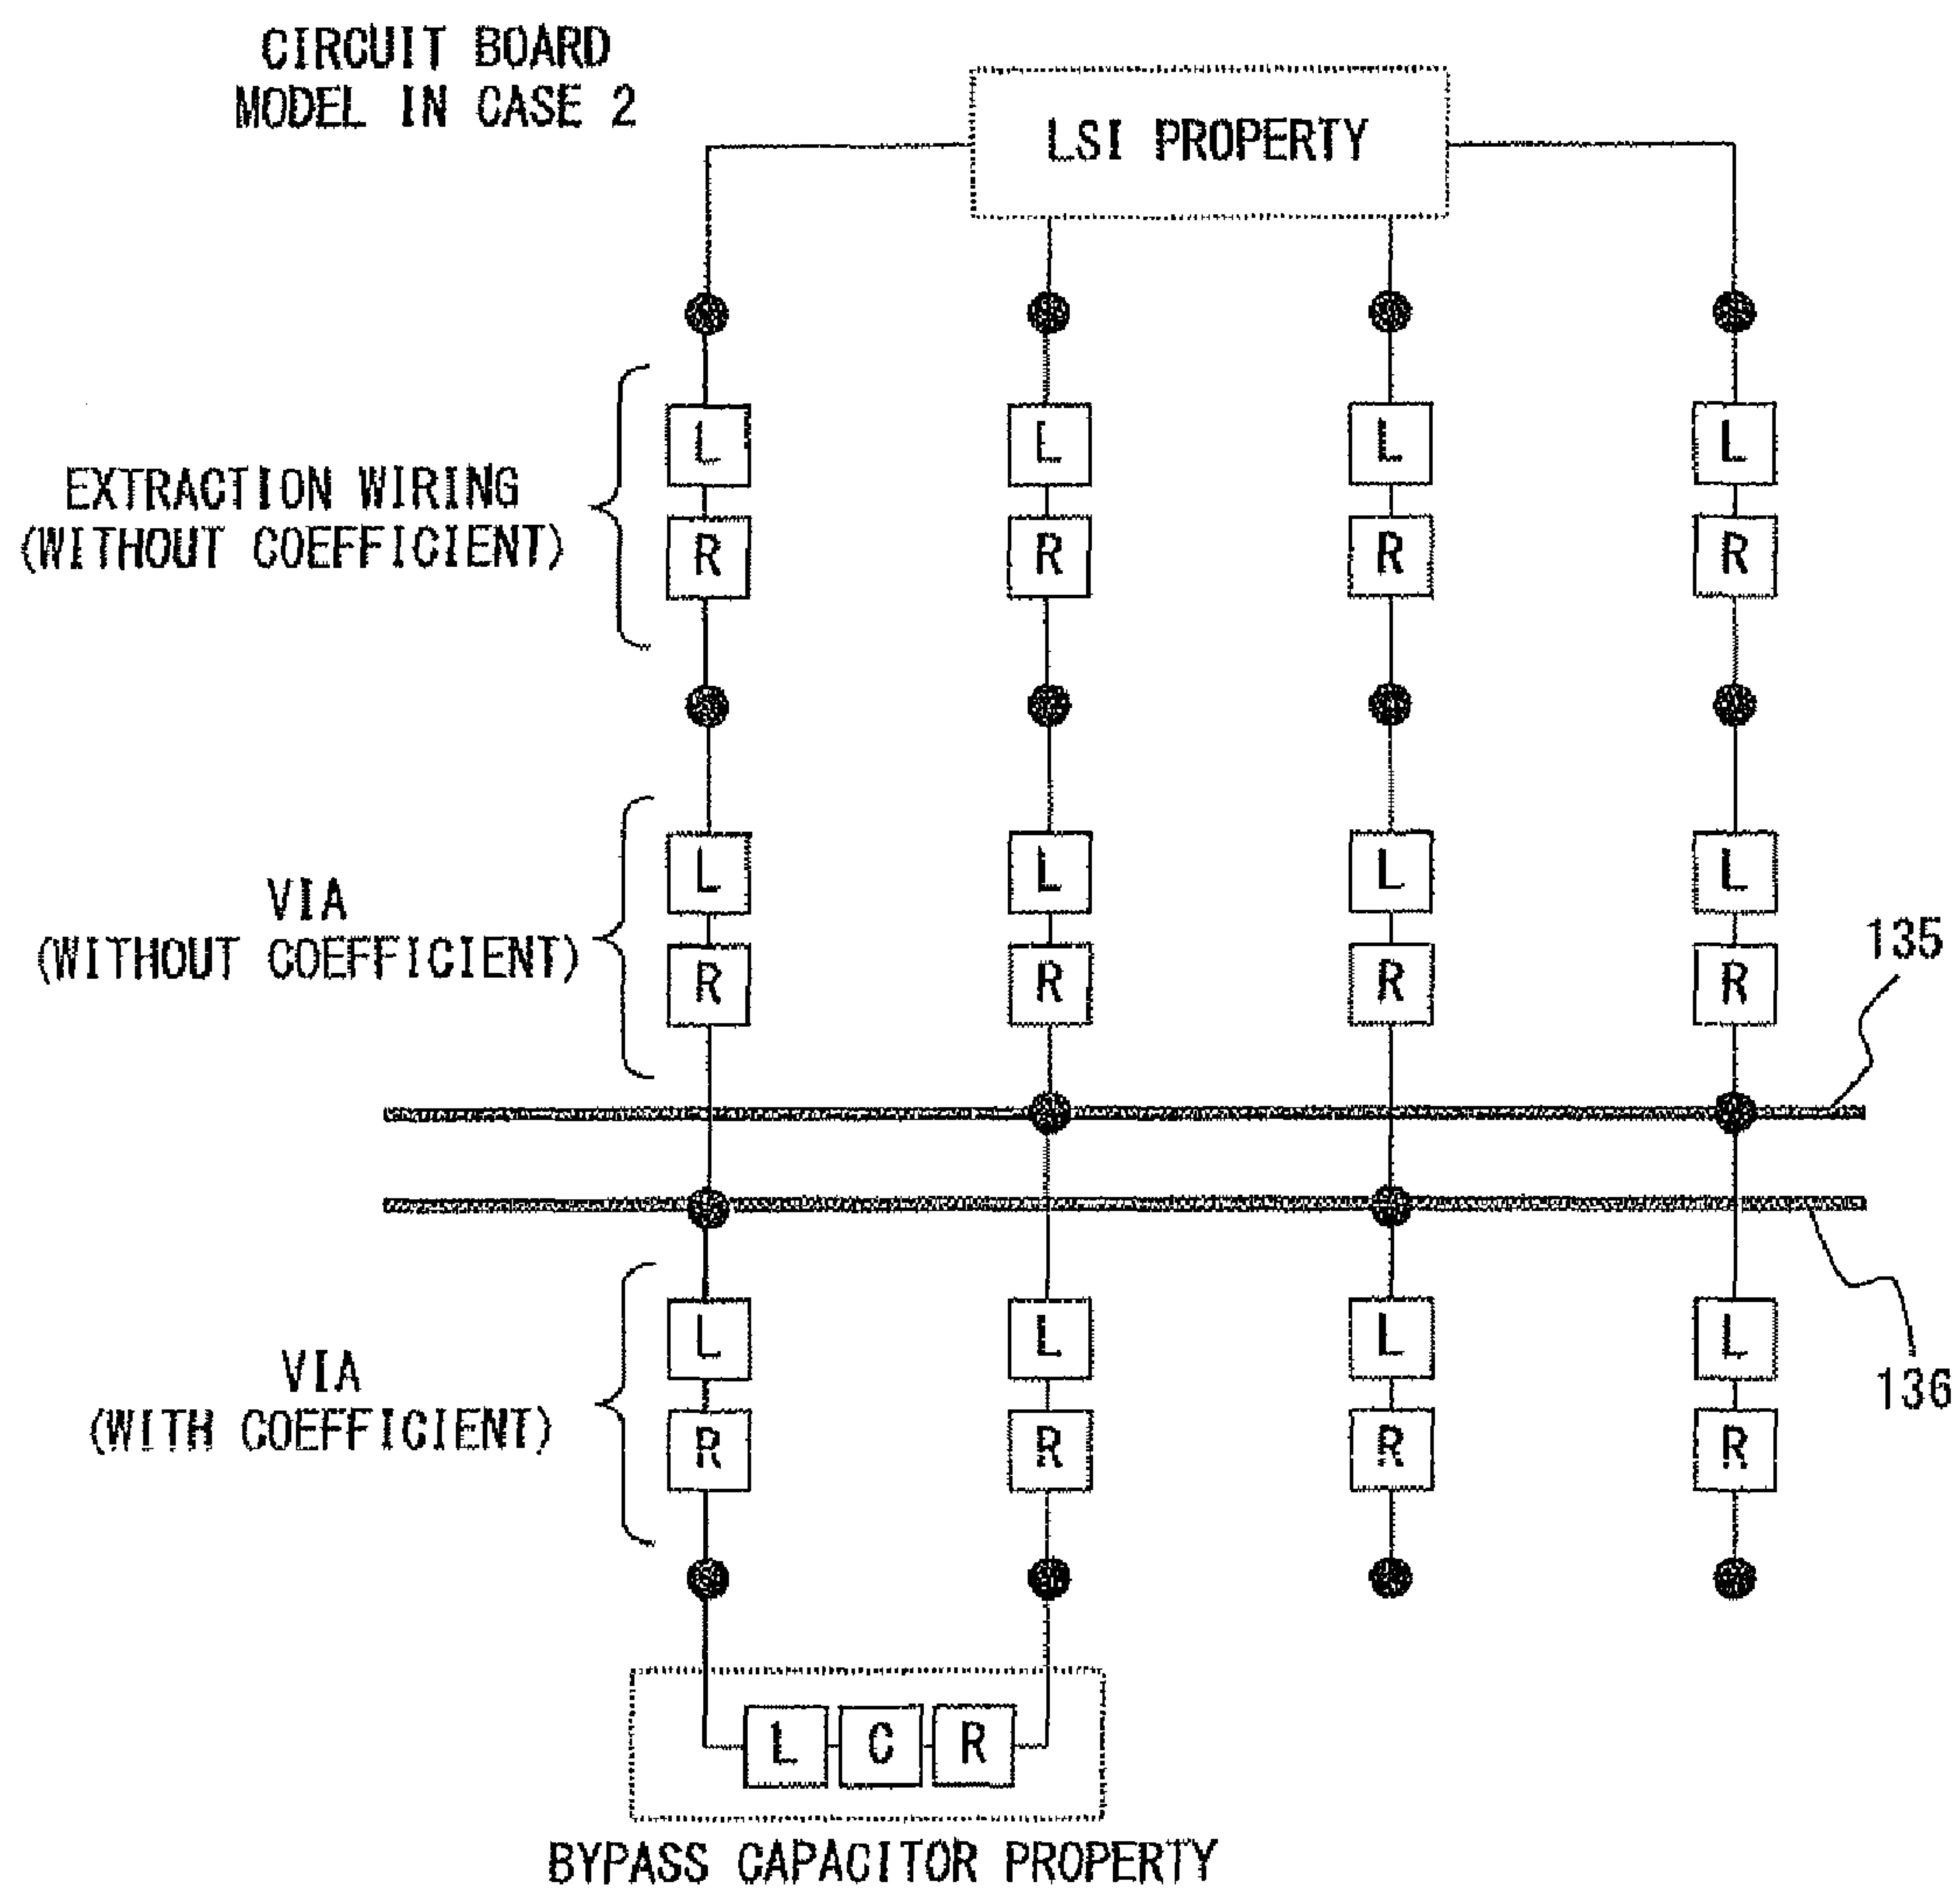 CIRCUIT BOARD
MODEL IN CASE 2
LSI PROPERTY
L L L L
EXTRACTION WIRING
(WITHOUT COEFFICIENT)
R R R R
L L L L
VIA
(WITHOUT COEFFICIENT)
R R R R
135
L L L L
VIA
(WITH COEFFICIENT)
136
R R R R
L C R
BYPASS CAPACITOR PROPERTY